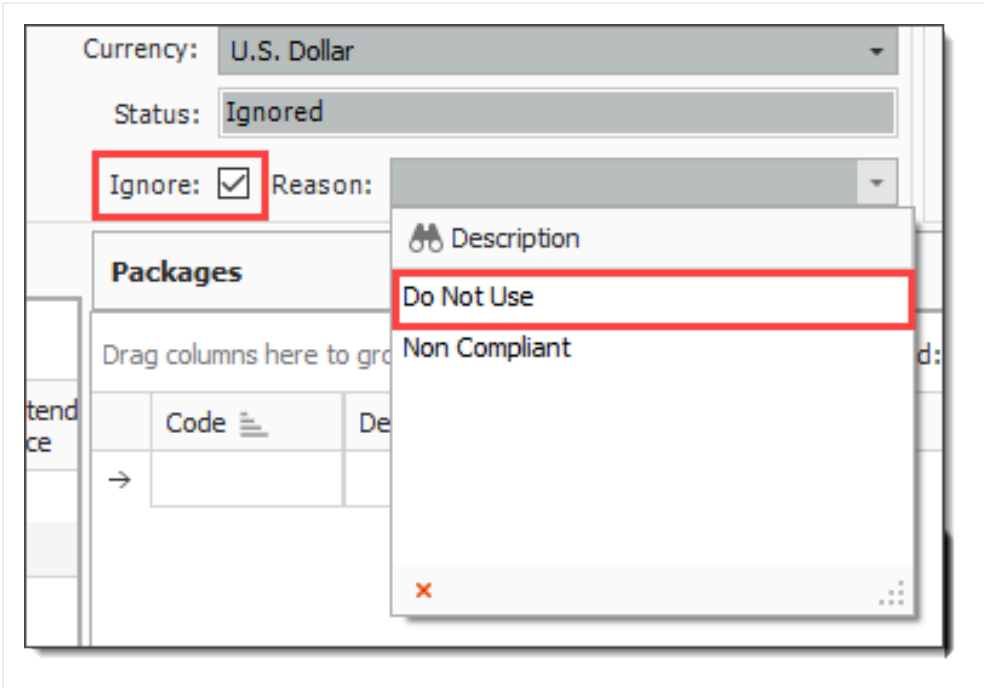 Currency: U.S. Dollar
Status: Ignored
Ignore: Reason:
Description
Packages
Do Not Use
Drag columns here to gro
Non Compliant
d:
tend
ce
Code
De